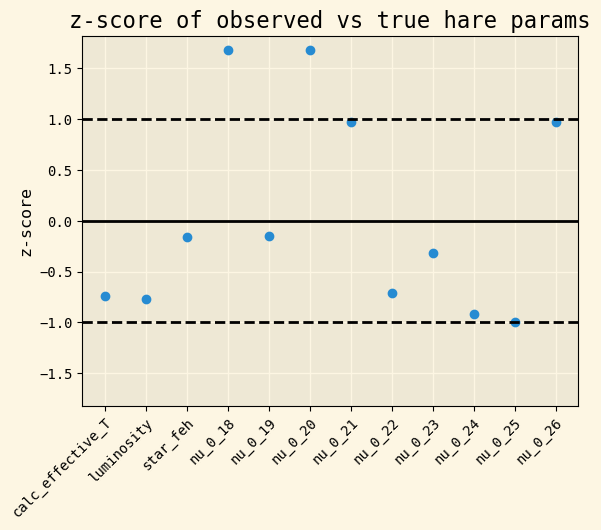 z-score of observed vs true hare params
z-score
1.5
1.0
0.5
0.0
−0.5
−1.0
−1.5
calc_effective_T
luminosity
star_feh
nu_0_18
nu_0_19
nu_0_20
nu_0_21
nu_0_22
nu_0_23
nu_0_24
nu_0_25
nu_0_26